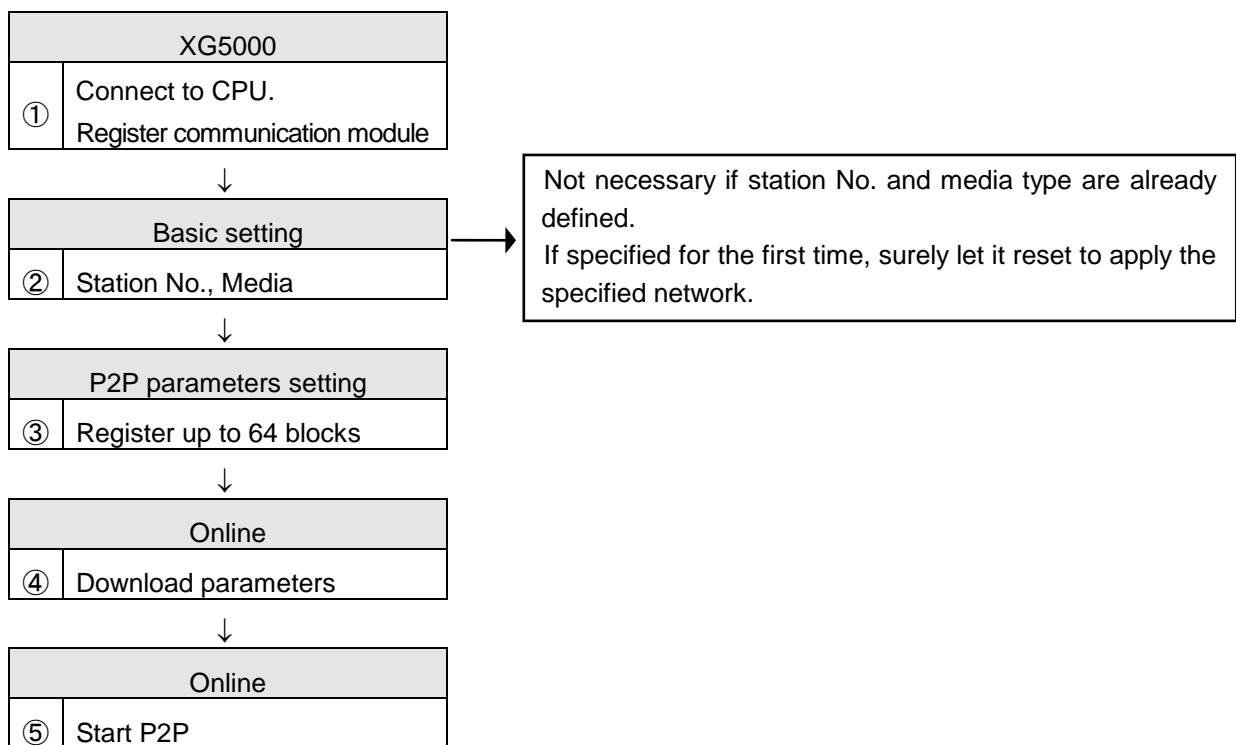 XG5000
① Connect to CPU.
Register communication module
↓
Not necessary if station No. and media type are already
defined.
If specified for the first time, surely let it reset to apply the
specified network.
Basic setting
② Station No., Media
↓
P2P parameters setting
③ Register up to 64 blocks
↓
Online
④ Download parameters
↓
Online
⑤ Start P2P